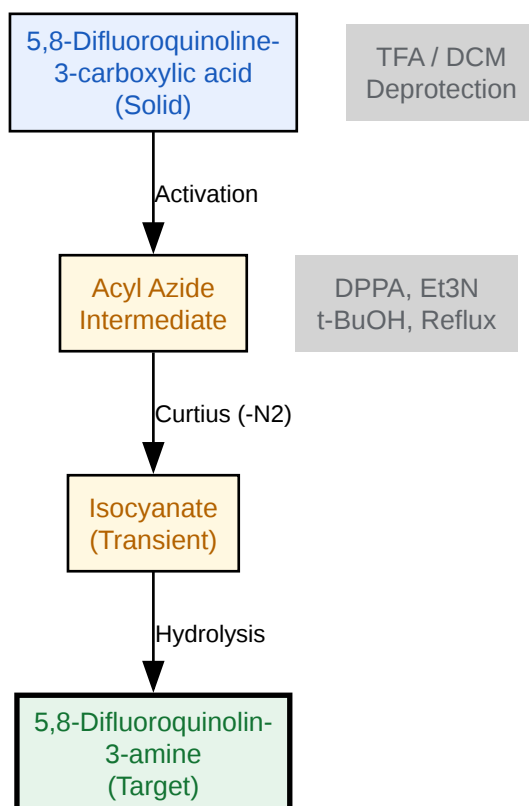 5,8-Difluoroquinoline-
3-carboxylic acid
(Solid)
TFA / DCM
Deprotection
Activation
Acyl Azide
Intermediate
DPPA, Et3N
t-BuOH, Reflux
Curtius (-N2)
Isocyanate
(Transient)
Hydrolysis
5,8-Difluoroquinolin-
3-amine
(Target)